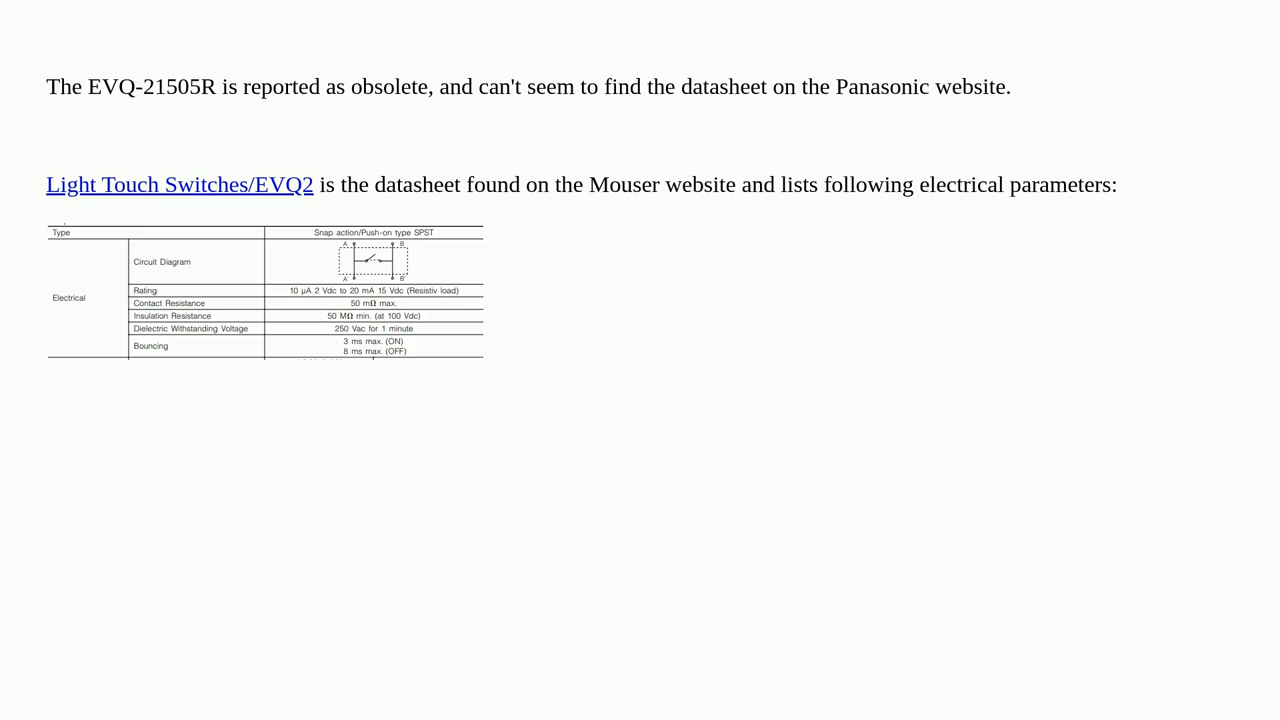 The EVQ-21505R is reported as obsolete, and can't seem to find the datasheet on the Panasonic website.
Light Touch Switches/EVQ2 is the datasheet found on the Mouser website and lists following electrical parameters:
Type Snap action/Push-on type SPST
A B
Circuit Diagram
A' B'
Electrical
Rating 10 µA 2 Vdc to 20 mA 15 Vdc (Resistiv load)
Contact Resistance 50 mΩ max.
Insulation Resistance 50 MΩ min. (at 100 Vdc)
Dielectric Withstanding Voltage 250 Vac for 1 minute
Bouncing 3 ms max. (ON)
8 ms max. (OFF)